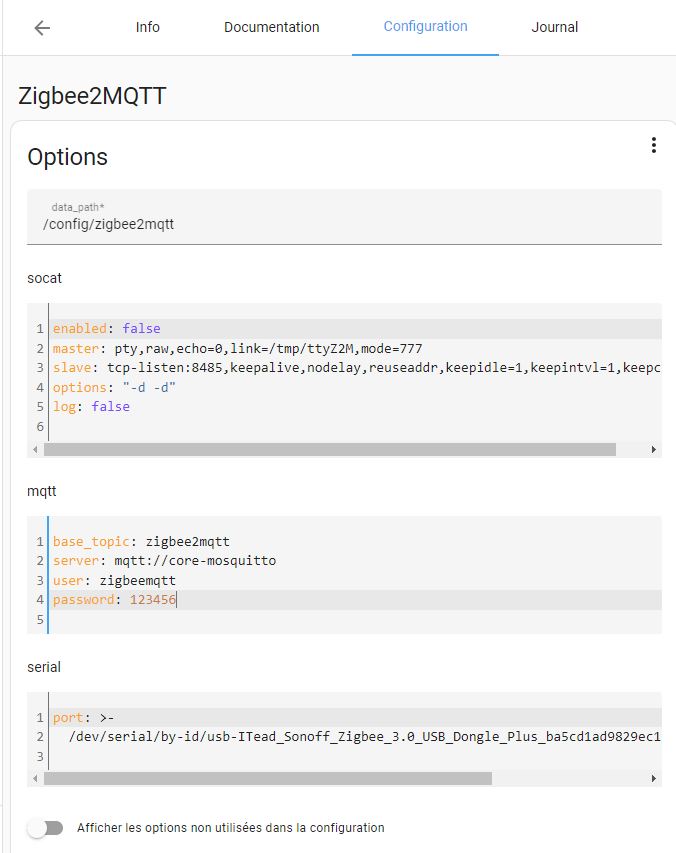 Info Documentation Configuration Journal
Zigbee2MQTT
Options
data_path*
/config/zigbee2mqtt
socat
1 enabled: false
2 master: pty,raw,echo=0,link=/tmp/ttyZ2M,mode=777
3 slave: tcp-listen:8485,keepalive,nodelay,reuseaddr,keepidle=1,keepintvl=1,keepc
4 options: "-d -d"
5 log: false
6
mqtt
1 base_topic: zigbee2mqtt
2 server: mqtt://core-mosquitto
3 user: zigbeemqtt
4 password: 123456
5
serial
1 port: >-
2 /dev/serial/by-id/usb-ITead_Sonoff_Zigbee_3.0_USB_Dongle_Plus_ba5cd1ad9829ec1
3
Afficher les options non utilisées dans la configuration